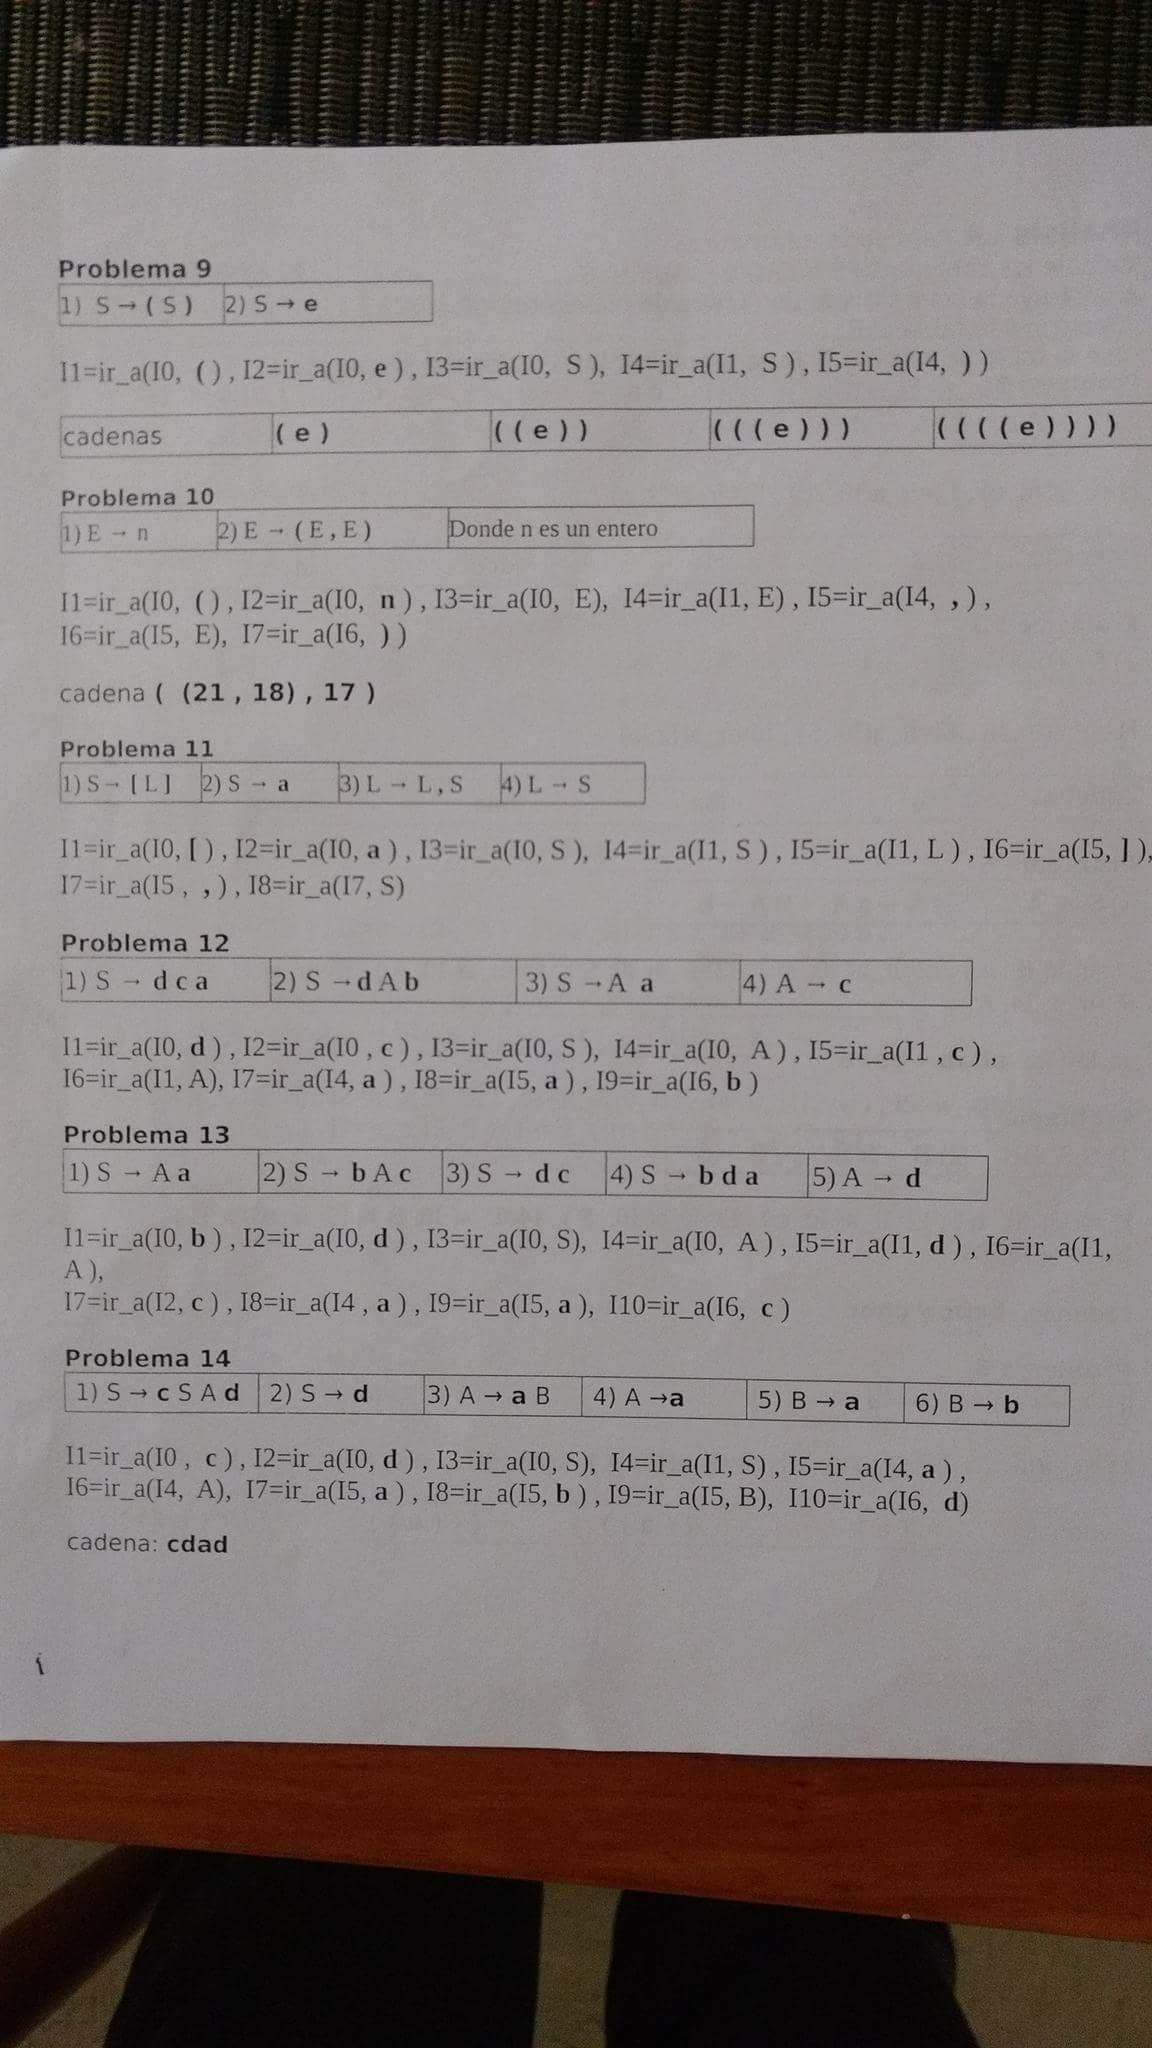 Problema 9
1) S → ( S ) 2) S → e
I1=ir_a(I0, ( ) , I2=ir_a(I0, e ) , I3=ir_a(I0, S ), I4=ir_a(I1, S ) , I5=ir_a(I4, ) )
cadenas ( e ) ( ( e ) ) ( ( ( e ) ) ) ( ( ( ( e ) ) ) )
Problema 10
1) E → n 2) E → ( E , E ) Donde n es un entero
I1=ir_a(I0, ( ) , I2=ir_a(I0, n ) , I3=ir_a(I0, E), I4=ir_a(I1, E) , I5=ir_a(I4, , ) ,
I6=ir_a(I5, E), I7=ir_a(I6, ) )
cadena ( (21 , 18) , 17 )
Problema 11
1) S → [ L ] 2) S → a 3) L → L , S 4) L → S
I1=ir_a(I0, [ ) , I2=ir_a(I0, a ) , I3=ir_a(I0, S ), I4=ir_a(I1, S ) , I5=ir_a(I1, L ) , I6=ir_a(I5, ] ),
I7=ir_a(I5 , , ) , I8=ir_a(I7, S)
Problema 12
1) S → d c a 2) S → d A b 3) S → A a 4) A → c
I1=ir_a(I0, d ) , I2=ir_a(I0 , c ) , I3=ir_a(I0, S ), I4=ir_a(I0, A ) , I5=ir_a(I1 , c ) ,
I6=ir_a(I1, A), I7=ir_a(I4, a ) , I8=ir_a(I5, a ) , I9=ir_a(I6, b )
Problema 13
1) S → A a 2) S → b A c 3) S → d c 4) S → b d a 5) A → d
I1=ir_a(I0, b ) , I2=ir_a(I0, d ) , I3=ir_a(I0, S), I4=ir_a(I0, A ) , I5=ir_a(I1, d ) , I6=ir_a(I1,
A ),
I7=ir_a(I2, c ) , I8=ir_a(I4 , a ) , I9=ir_a(I5, a ), I10=ir_a(I6, c )
Problema 14
1) S → c S A d 2) S → d 3) A → a B 4) A →a 5) B → a 6) B → b
I1=ir_a(I0 , c ) , I2=ir_a(I0, d ) , I3=ir_a(I0, S), I4=ir_a(I1, S) , I5=ir_a(I4, a ) ,
I6=ir_a(I4, A), I7=ir_a(I5, a ) , I8=ir_a(I5, b ) , I9=ir_a(I5, B), I10=ir_a(I6, d)
cadena: cdad